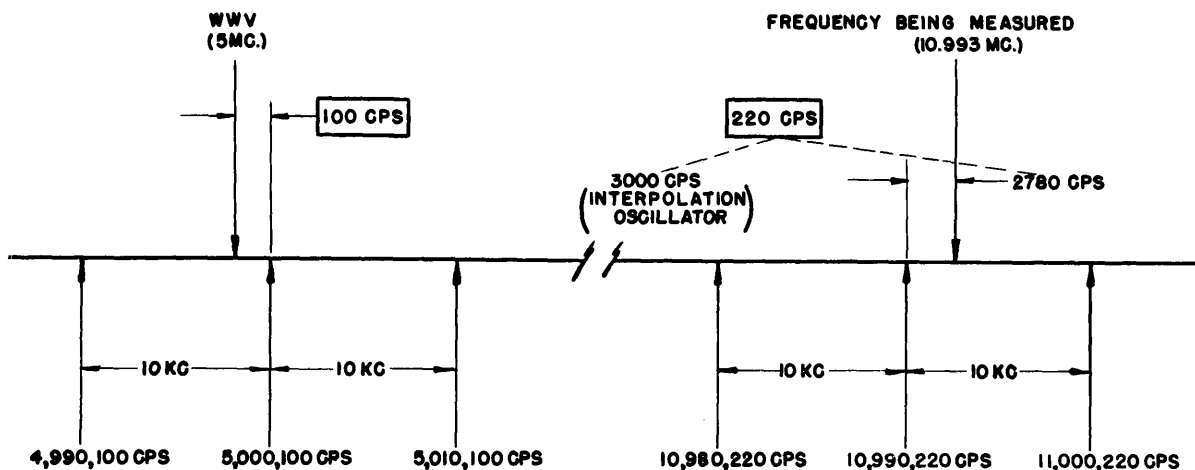 WWV
(5MC.)
FREQUENCY BEING MEASURED
(10.993 MC.)
100 CPS
220 CPS
3000 CPS
(INTERPOLATION
OSCILLATOR)
2780 CPS
10 KC
10 KC
10 KC
10 KC
4,990,100 CPS
5,000,100 CPS
5,010,100 CPS
10,980,220 CPS
10,990,220 CPS
11,000,220 CPS